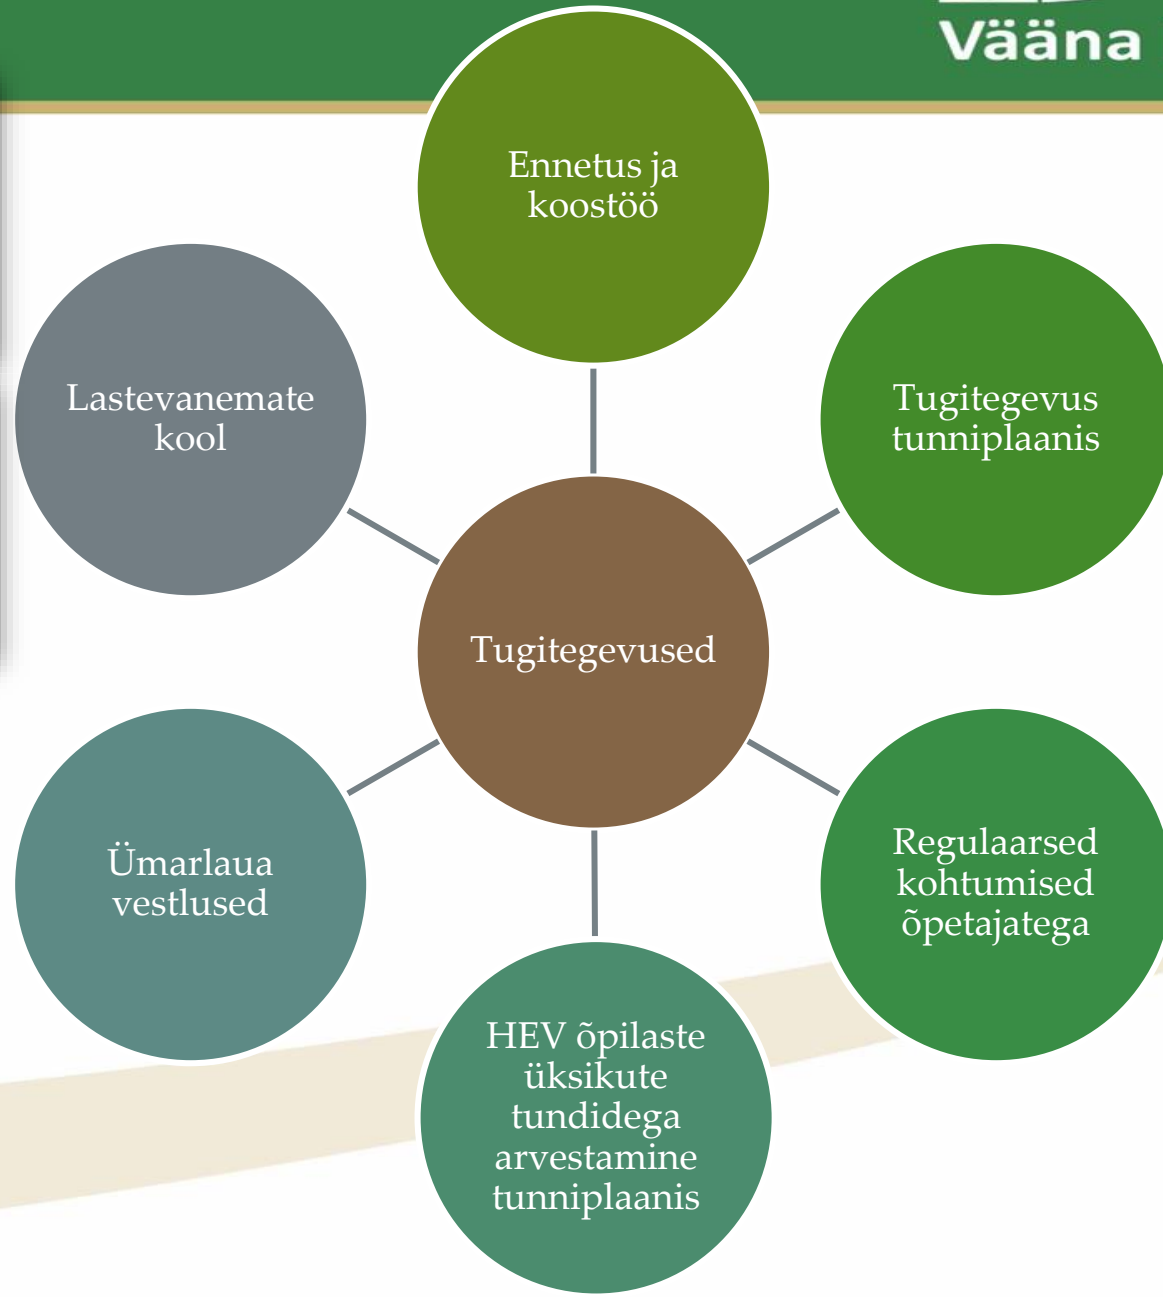 Vääna
Ennetus ja
koostöö
Lastevanemate
kool
Tugitegevus
tunniplaanis
Tugitegevused
Ümarlaua
vestlused
Regulaarsed
kohtumised
õpetajatega
HEV õpilaste
üksikute
tundidega
arvestamine
tunniplaanis